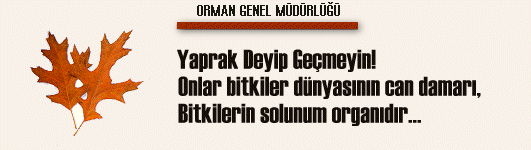 ORMAN GENEL MÜDÜRLÜĞÜ
Yaprak Deyip Geçmeyin!
Onlar bitkiler dünyasının can damarı,
Bitkilerin solunum organıdır...